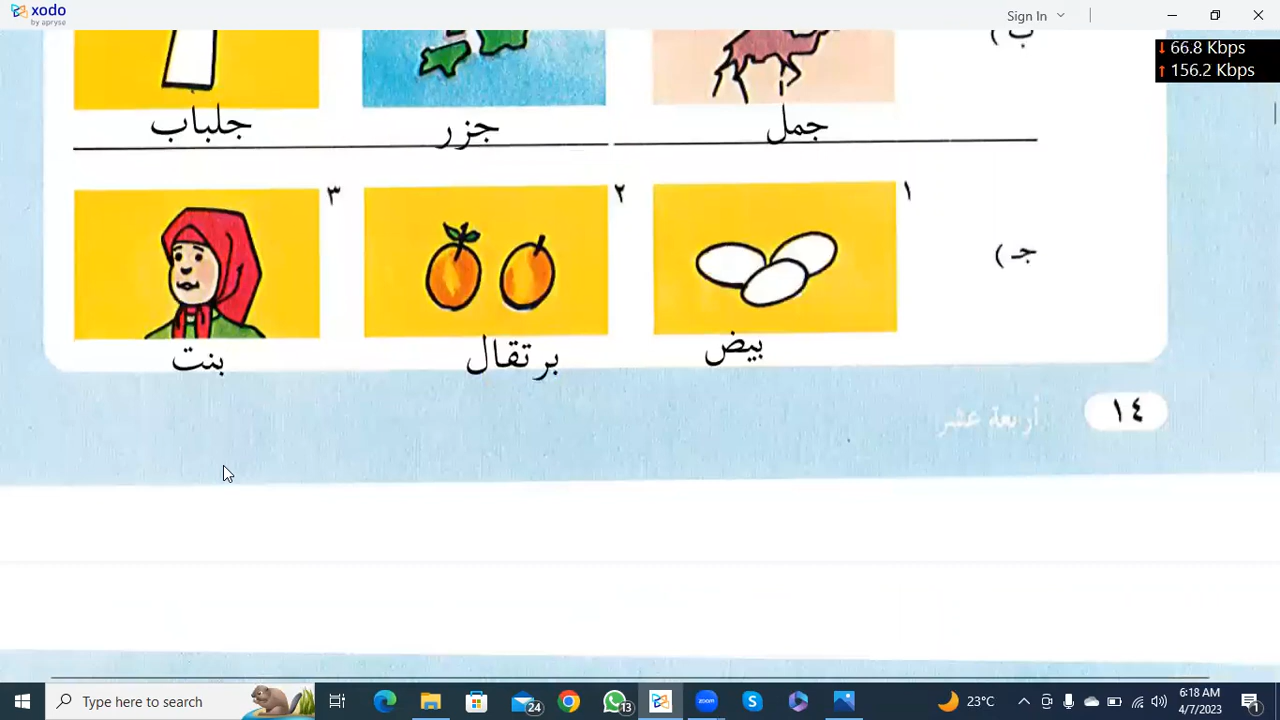 xodo
by apryse
Sign In
66.8 Kbps
156.2 Kbps
ب)
جمل
جزر
جلباب
ج‍)
١
٢
٣
بيض
برتقال
بنت
١٤
أربعة عشر
Type here to search
24
13
23°C
6:18 AM
4/7/2023
1